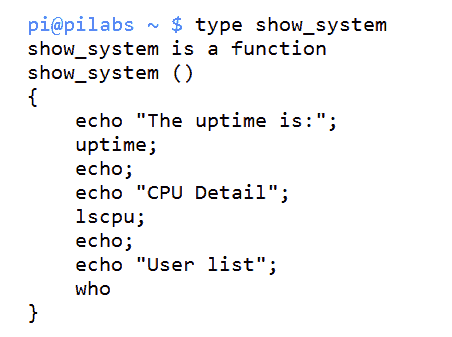 pi@pilabs ~ $ type show_system
show_system is a function
show_system ()
{
    echo "The uptime is:";
    uptime;
    echo;
    echo "CPU Detail";
    lscpu;
    echo;
    echo "User list";
    who
}